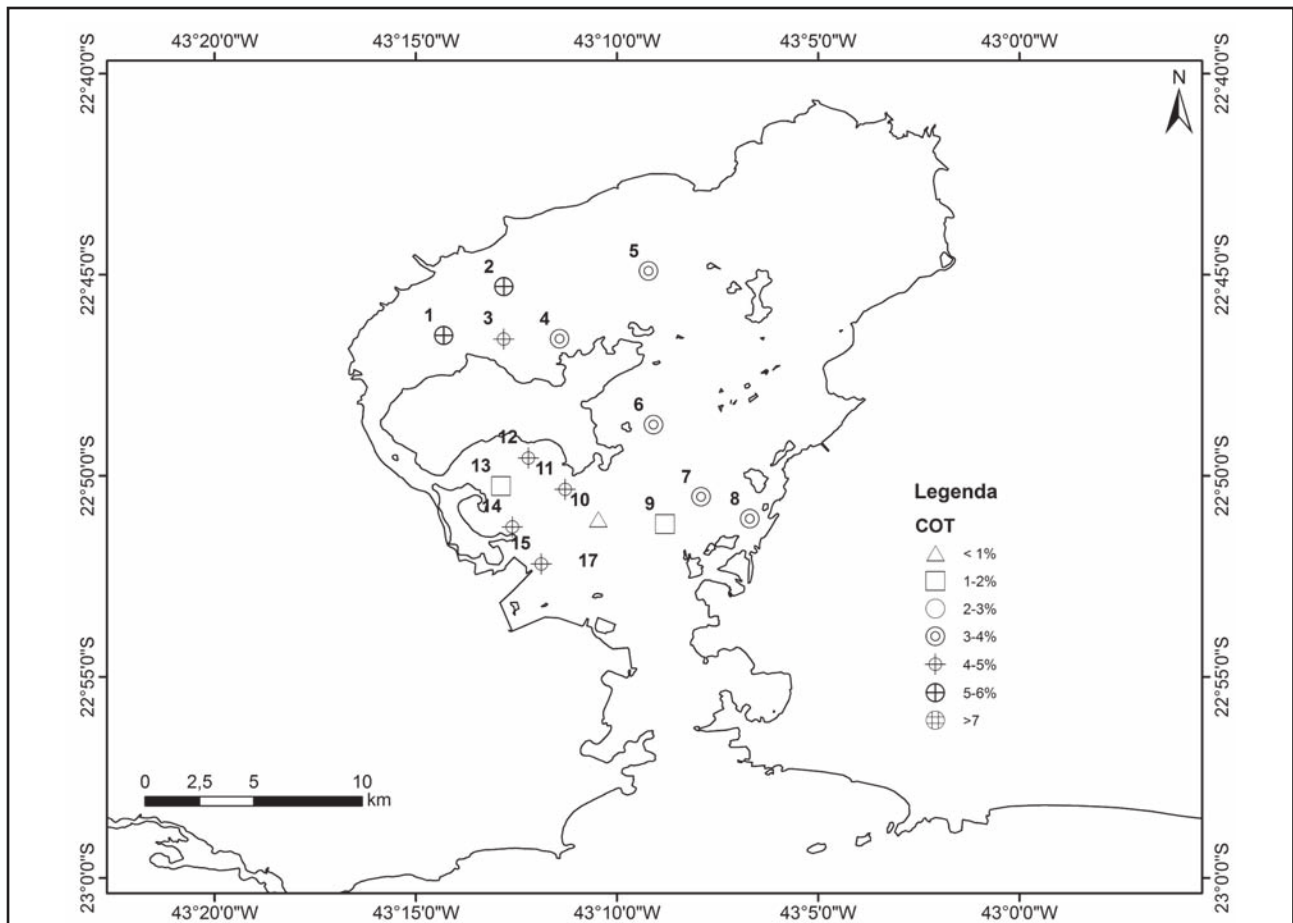 43°20'0"W 43°15'0"W 43°10'0"W 43°5'0"W 43°0'0"W
22°40'0"S 22°40'0"S
N
5
22°45'0"S 22°45'0"S
2
1 3 4
6
12
22°50'0"S 22°50'0"S
13 11
7
14 10 9 8
15 17
Legenda
COT
< 1%
1-2%
2-3%
3-4%
4-5%
5-6%
>7
22°55'0"S 22°55'0"S
0 2,5 5 10
km
23°0'0"S 23°0'0"S
43°20'0"W 43°15'0"W 43°10'0"W 43°5'0"W 43°0'0"W